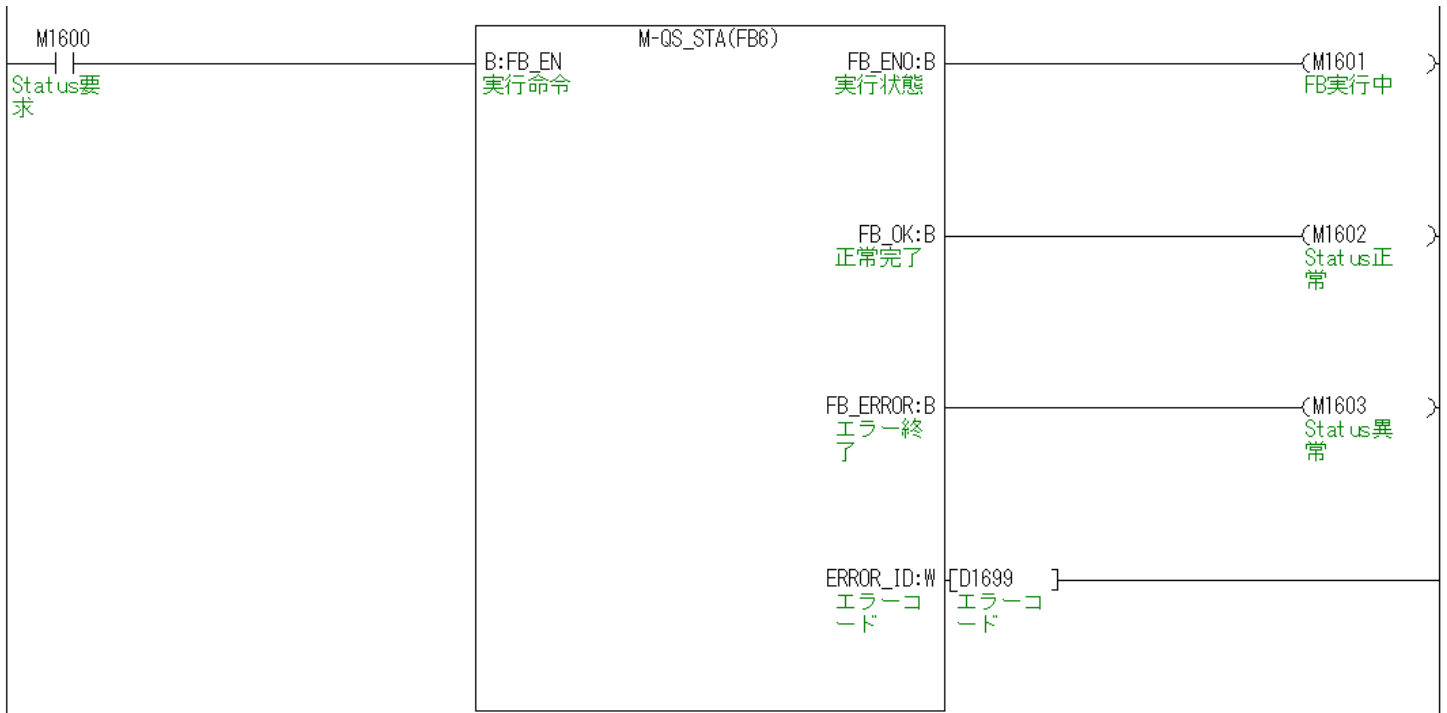 M1600
Status要
求
M-QS_STA(FB6)
B:FB_EN
実行命令
FB_ENO:B
実行状態
M1601
FB実行中
FB_OK:B
正常完了
M1602
Status正
常
FB_ERROR:B
エラー終
了
M1603
Status異
常
ERROR_ID:W
エラーコ
ード
D1699
エラーコ
ード